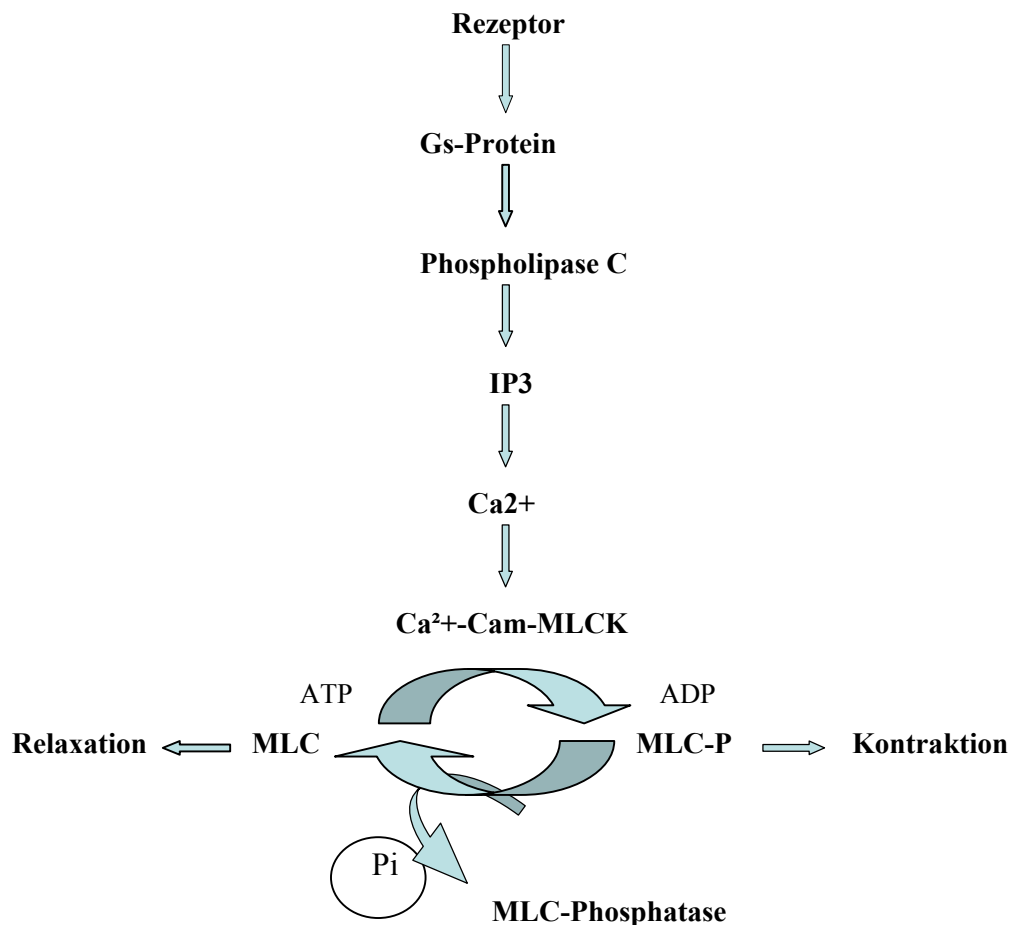 Rezeptor
Gs-Protein
Phospholipase C
IP3
Ca2+
Ca²+-Cam-MLCK
ATP ADP
Relaxation MLC MLC-P Kontraktion
Pi
MLC-Phosphatase